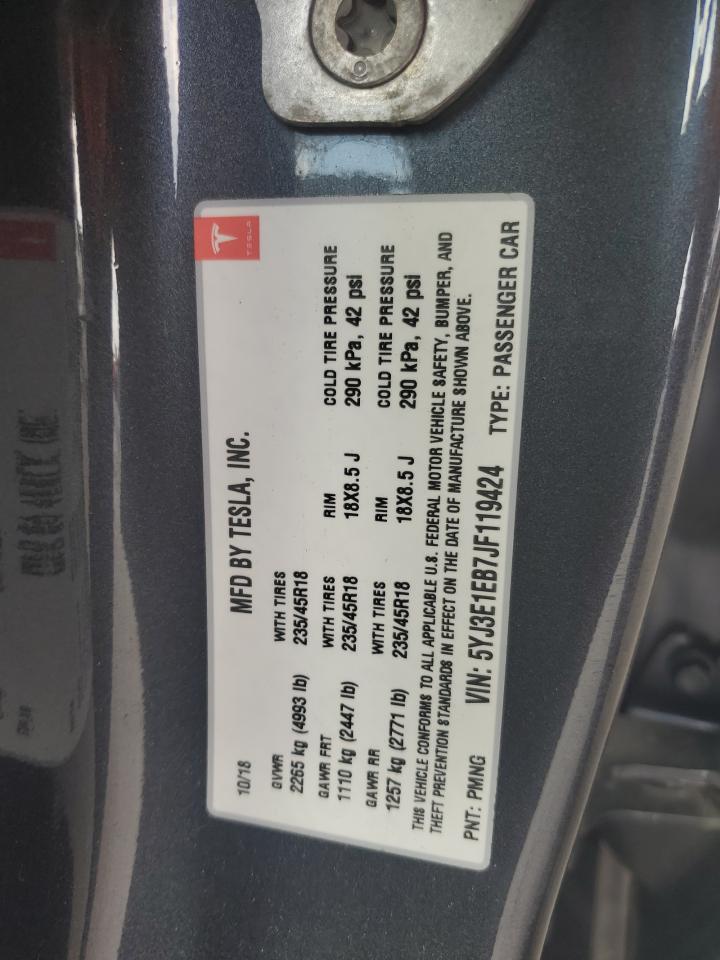 TESLA
MFD BY TESLA, INC.
10/18
GVWR WITH TIRES
2265 kg (4993 lb) 235/45R18
GAWR FRT WITH TIRES RIM COLD TIRE PRESSURE
1110 kg (2447 lb) 235/45R18 18X8.5 J 290 kPa, 42 psi
GAWR RR WITH TIRES RIM COLD TIRE PRESSURE
1257 kg (2771 lb) 235/45R18 18X8.5 J 290 kPa, 42 psi
THIS VEHICLE CONFORMS TO ALL APPLICABLE U.S. FEDERAL MOTOR VEHICLE SAFETY, BUMPER, AND
THEFT PREVENTION STANDARDS IN EFFECT ON THE DATE OF MANUFACTURE SHOWN ABOVE.
PNT: PMNG VIN: 5YJ3E1EB7JF119424 TYPE: PASSENGER CAR